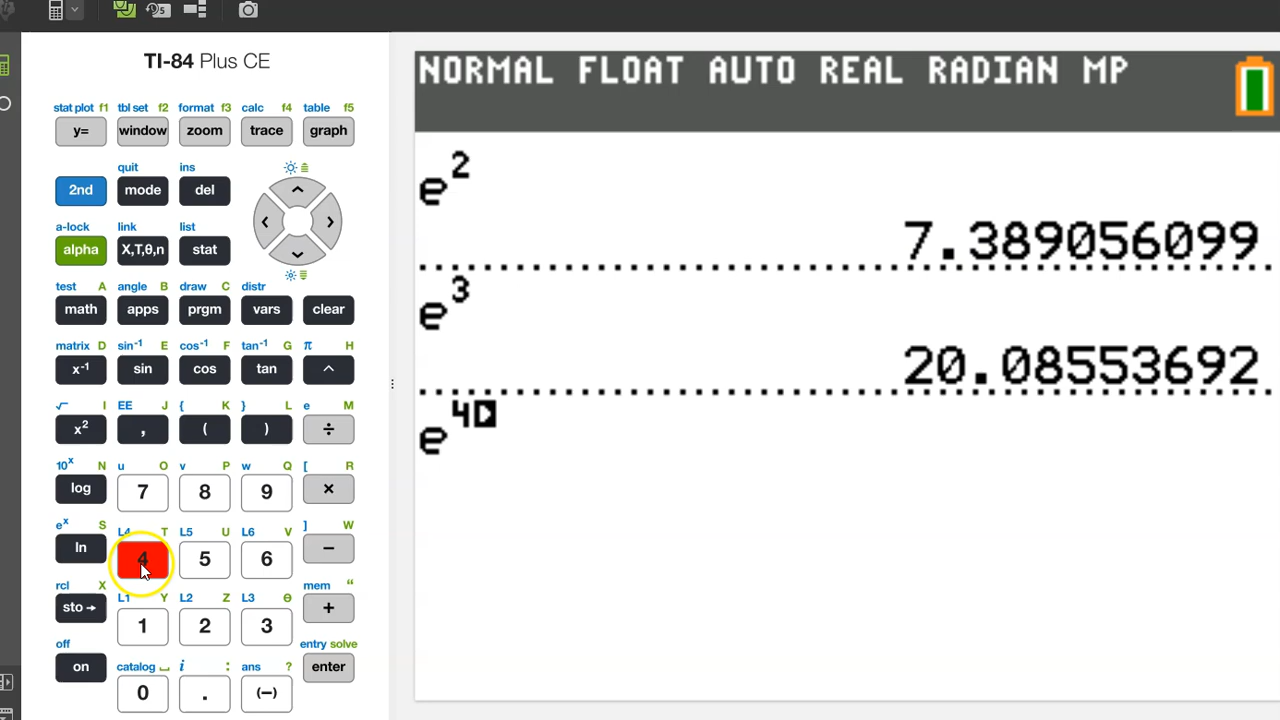 TI-84 Plus CE
stat plot f1 tbl set f2 format f3 calc f4 table f5
y= window zoom trace graph
quit ins
2nd mode del
a-lock link list
alpha X,T,θ,n stat
test A angle B draw C distr
math apps prgm vars clear
matrix D sin⁻¹ E cos⁻¹ F tan⁻¹ G π H
x⁻¹ sin cos tan ^
√ I EE J { K } L e M
x² , ( ) ÷
10ˣ N u O v P w Q [ R
log 7 8 9 ×
eˣ S L4 T L5 U L6 V ] W
ln 4 5 6 −
rcl X L1 Y L2 Z L3 θ mem “
sto→ 1 2 3 +
off catalog ⎵ i : ans ? entry solve
on 0 . (−) enter
NORMAL FLOAT AUTO REAL RADIAN MP
e²
7.389056099
e³
20.08553692
e⁴